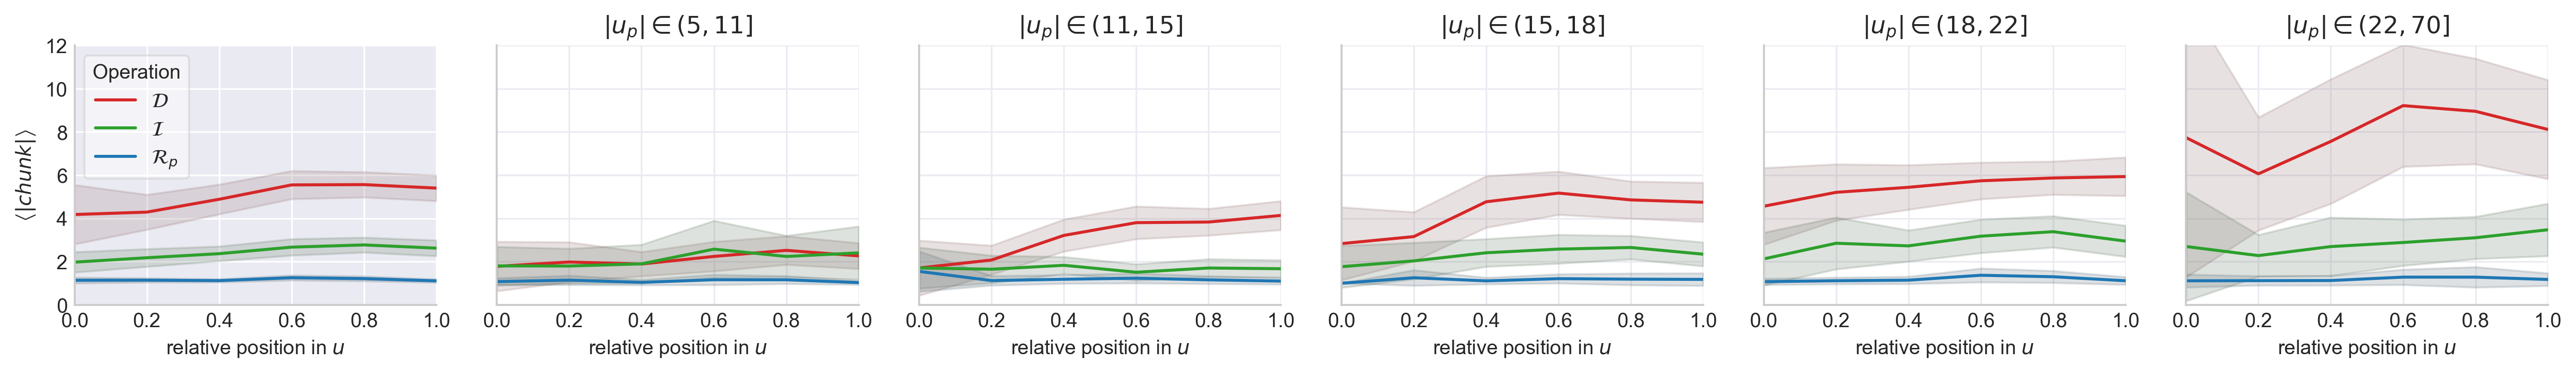 |u_p| ∈ (5, 11]
|u_p| ∈ (11, 15]
|u_p| ∈ (15, 18]
|u_p| ∈ (18, 22]
|u_p| ∈ (22, 70]
⟨|chunk|⟩
12
10
8
6
4
2
0
Operation
𝒟
ℐ
ℛ_p
0.0 0.2 0.4 0.6 0.8 1.0
relative position in u
0.0 0.2 0.4 0.6 0.8 1.0
relative position in u
0.0 0.2 0.4 0.6 0.8 1.0
relative position in u
0.0 0.2 0.4 0.6 0.8 1.0
relative position in u
0.0 0.2 0.4 0.6 0.8 1.0
relative position in u
0.0 0.2 0.4 0.6 0.8 1.0
relative position in u